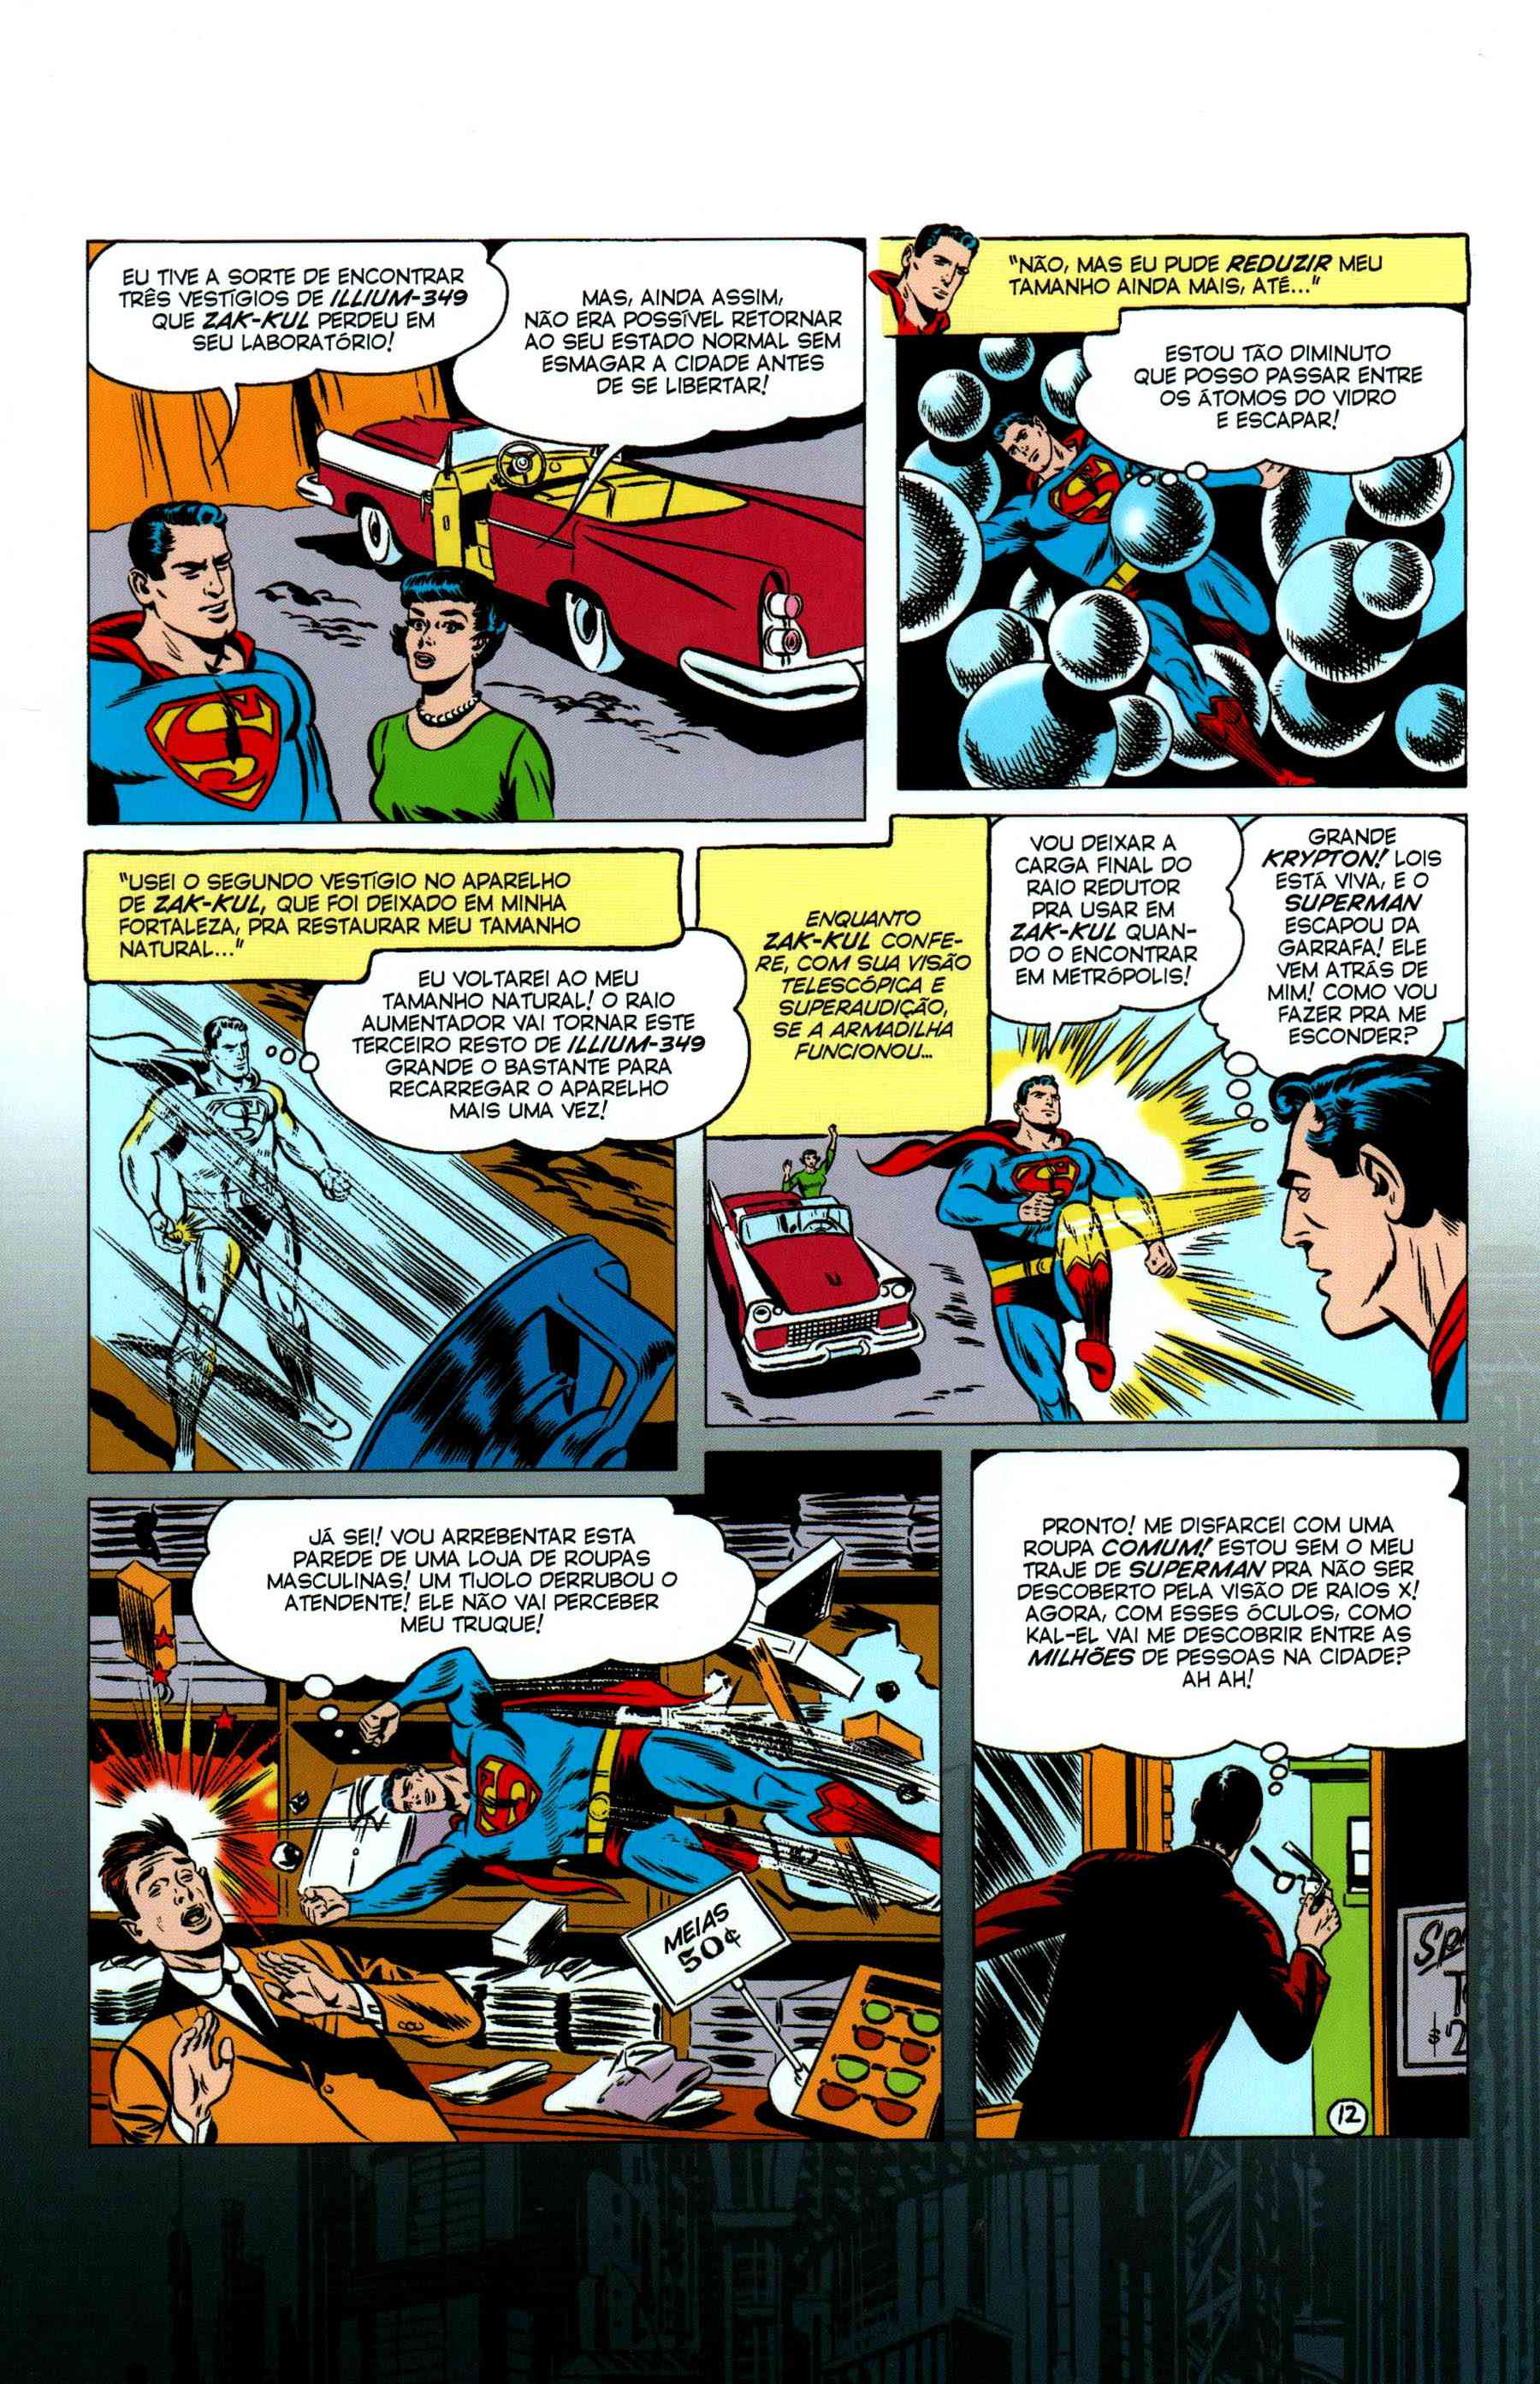 EU TIVE A SORTE DE ENCONTRAR
TRÊS VESTÍGIOS DE ILLIUM-349
QUE ZAK-KUL PERDEU EM
SEU LABORATÓRIO!
MAS, AINDA ASSIM,
NÃO ERA POSSÍVEL RETORNAR
AO SEU ESTADO NORMAL SEM
ESMAGAR A CIDADE ANTES
DE SE LIBERTAR!
"NÃO, MAS EU PUDE REDUZIR MEU
TAMANHO AINDA MAIS, ATÉ..."
ESTOU TÃO DIMINUTO
QUE POSSO PASSAR ENTRE
OS ÁTOMOS DO VIDRO
E ESCAPAR!
"USEI O SEGUNDO VESTÍGIO NO APARELHO
DE ZAK-KUL, QUE FOI DEIXADO EM MINHA
FORTALEZA, PRA RESTAURAR MEU TAMANHO
NATURAL..."
EU VOLTAREI AO MEU
TAMANHO NATURAL! O RAIO
AUMENTADOR VAI TORNAR ESTE
TERCEIRO RESTO DE ILLIUM-349
GRANDE O BASTANTE PARA
RECARREGAR O APARELHO
MAIS UMA VEZ!
ENQUANTO
ZAK-KUL CONFE-
RE, COM SUA VISÃO
TELESCÓPICA E
SUPERAUDIÇÃO,
SE A ARMADILHA
FUNCIONOU...
VOU DEIXAR A
CARGA FINAL DO
RAIO REDUTOR
PRA USAR EM
ZAK-KUL QUAN-
DO O ENCONTRAR
EM METRÓPOLIS!
GRANDE
KRYPTON! LOIS
ESTÁ VIVA, E O
SUPERMAN
ESCAPOU DA
GARRAFA! ELE
VEM ATRÁS DE
MIM! COMO VOU
FAZER PRA ME
ESCONDER?
JÁ SEI! VOU ARREBENTAR ESTA
PAREDE DE UMA LOJA DE ROUPAS
MASCULINAS! UM TIJOLO DERRUBOU O
ATENDENTE! ELE NÃO VAI PERCEBER
MEU TRUQUE!
MEIAS
50¢
PRONTO! ME DISFARCEI COM UMA
ROUPA COMUM! ESTOU SEM O MEU
TRAJE DE SUPERMAN PRA NÃO SER
DESCOBERTO PELA VISÃO DE RAIOS X!
AGORA, COM ESSES ÓCULOS, COMO
KAL-EL VAI ME DESCOBRIR ENTRE AS
MILHÕES DE PESSOAS NA CIDADE?
AH AH!
12